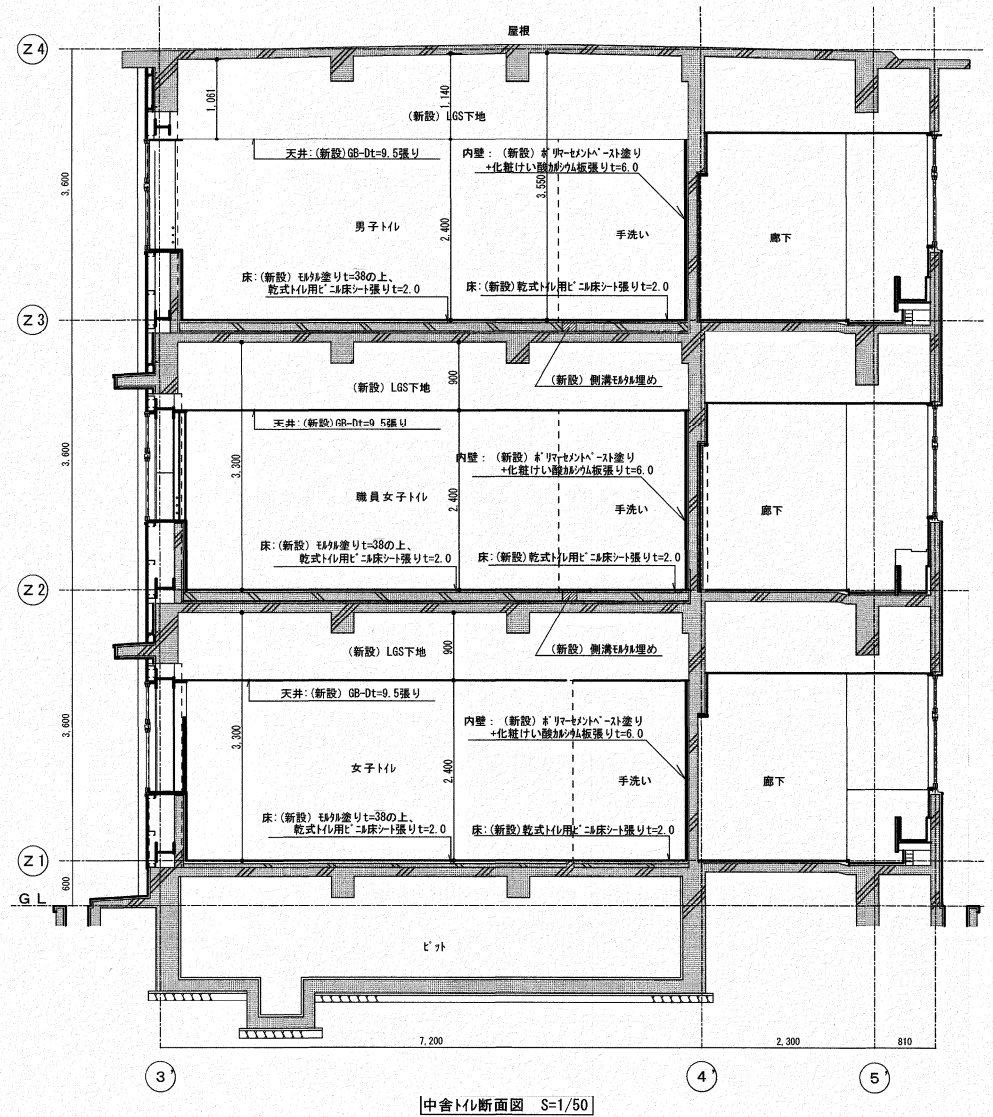 屋根
Z4
1,061
1,140
(新設) LGS下地
天井:(新設)GB-Dt=9.5張り
内壁: (新設) ポリマーセメントペースト塗り
+化粧けい酸カルシウム板張りt=6.0
3,600
3,550
2,400
男子トイレ
手洗い
廊下
床:(新設) モルタル塗りt=38の上、
乾式トイレ用ビニル床シート張りt=2.0
床:(新設)乾式トイレ用ビニル床シート張りt=2.0
Z3
(新設) LGS下地
900
(新設) 側溝モルタル埋め
天井:(新設)GB-Dt=9.5張り
内壁: (新設) ポリマーセメントペースト塗り
+化粧けい酸カルシウム板張りt=6.0
3,600
3,300
2,400
職員女子トイレ
手洗い
廊下
床:(新設) モルタル塗りt=38の上、
乾式トイレ用ビニル床シート張りt=2.0
床:(新設)乾式トイレ用ビニル床シート張りt=2.0
Z2
(新設) LGS下地
900
(新設) 側溝モルタル埋め
天井:(新設) GB-Dt=9.5張り
内壁: (新設) ポリマーセメントペースト塗り
+化粧けい酸カルシウム板張りt=6.0
3,600
3,300
2,400
女子トイレ
手洗い
廊下
床:(新設) モルタル塗りt=38の上、
乾式トイレ用ビニル床シート張りt=2.0
床:(新設)乾式トイレ用ビニル床シート張りt=2.0
Z1
600
GL
ピット
7,200
2,300
810
3'
4'
5'
中舎トイレ断面図 S=1/50